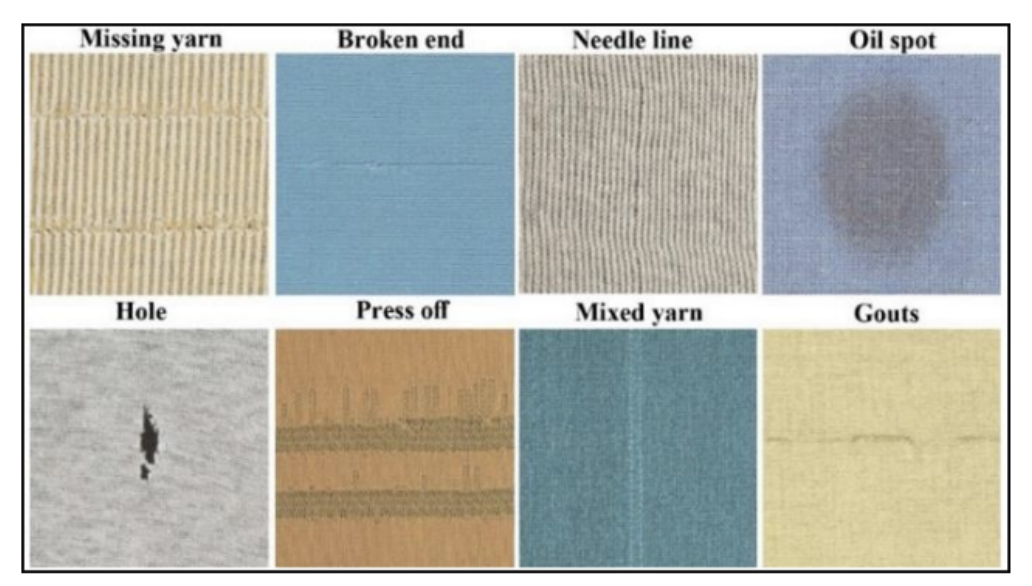 Missing yarn
Broken end
Needle line
Oil spot
Hole
Press off
Mixed yarn
Gouts